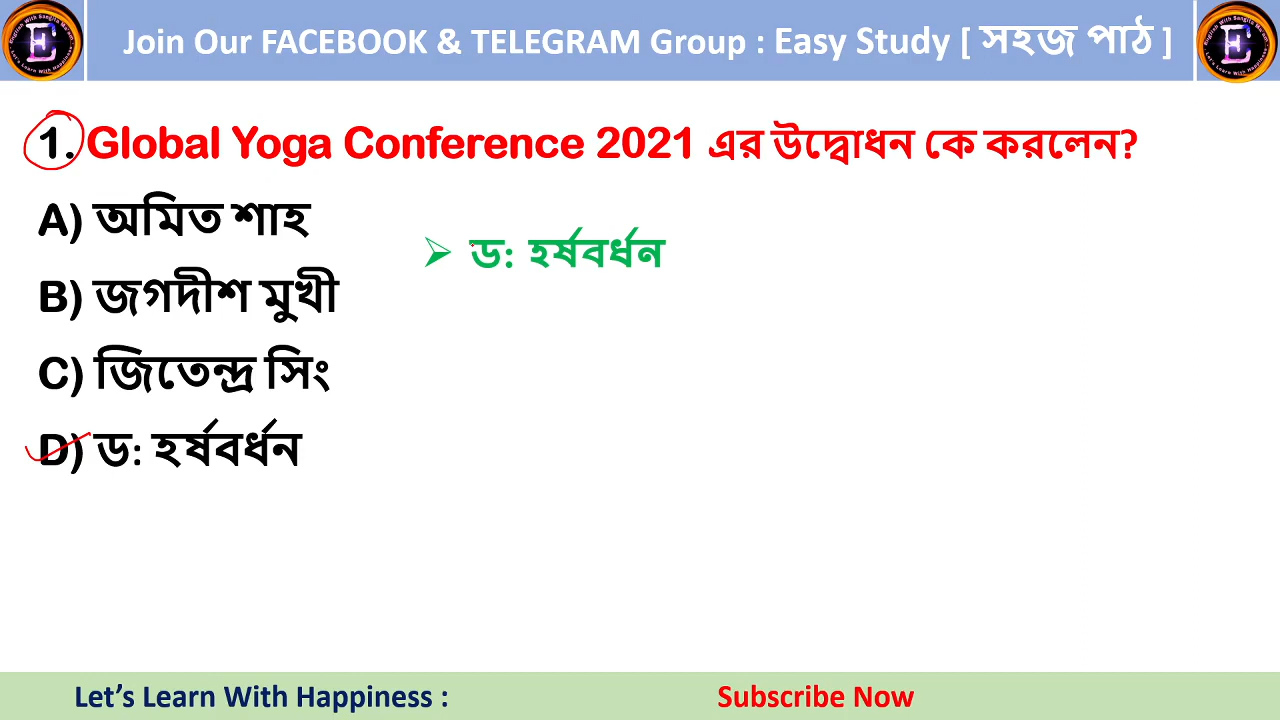 Join Our FACEBOOK & TELEGRAM Group : Easy Study [ সহজ পাঠ ]
1. Global Yoga Conference 2021 এর উদ্বোধন কে করলেন?
A) অমিত শাহ
➢ ড: হর্ষবর্ধন
B) জগদীশ মুখী
C) জিতেন্দ্র সিং
D) ড: হর্ষবর্ধন
Let’s Learn With Happiness :
Subscribe Now